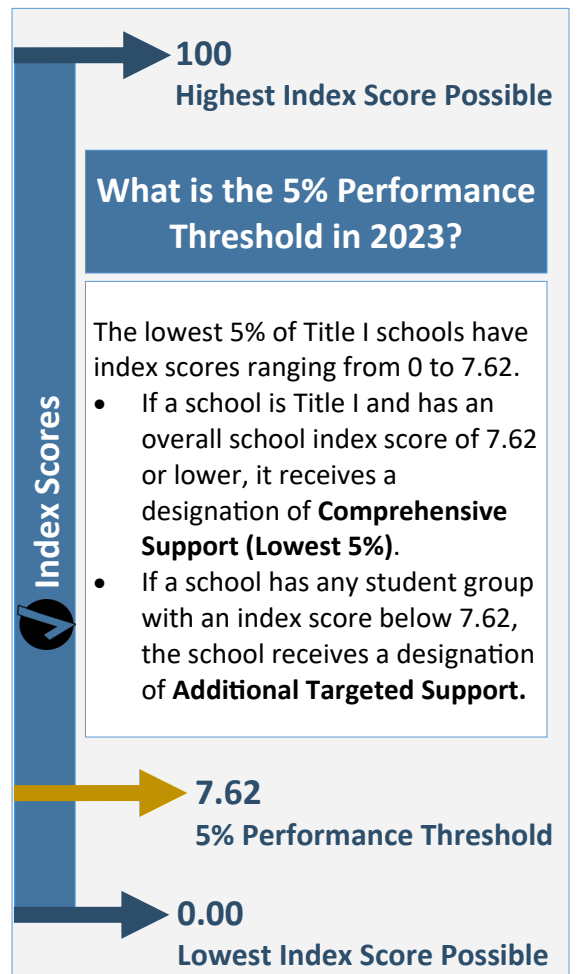 100
Highest Index Score Possible
What is the 5% Performance
Threshold in 2023?
The lowest 5% of Title I schools have
index scores ranging from 0 to 7.62.
• If a school is Title I and has an
overall school index score of 7.62
or lower, it receives a
designation of Comprehensive
Support (Lowest 5%).
• If a school has any student group
with an index score below 7.62,
the school receives a designation
of Additional Targeted Support.
Index Scores
7.62
5% Performance Threshold
0.00
Lowest Index Score Possible